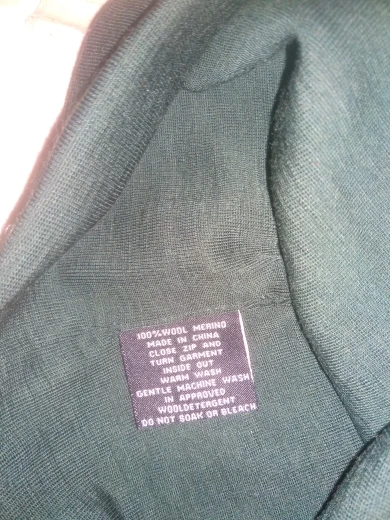 100%WOOL MERINO
MADE IN CHINA
CLOSE ZIP AND
TURN GARMENT
INSIDE OUT
WARM WASH
GENTLE MACHINE WASH
IN APPROVED
WOOLDETERGENT
DO NOT SOAK OR BLEACH